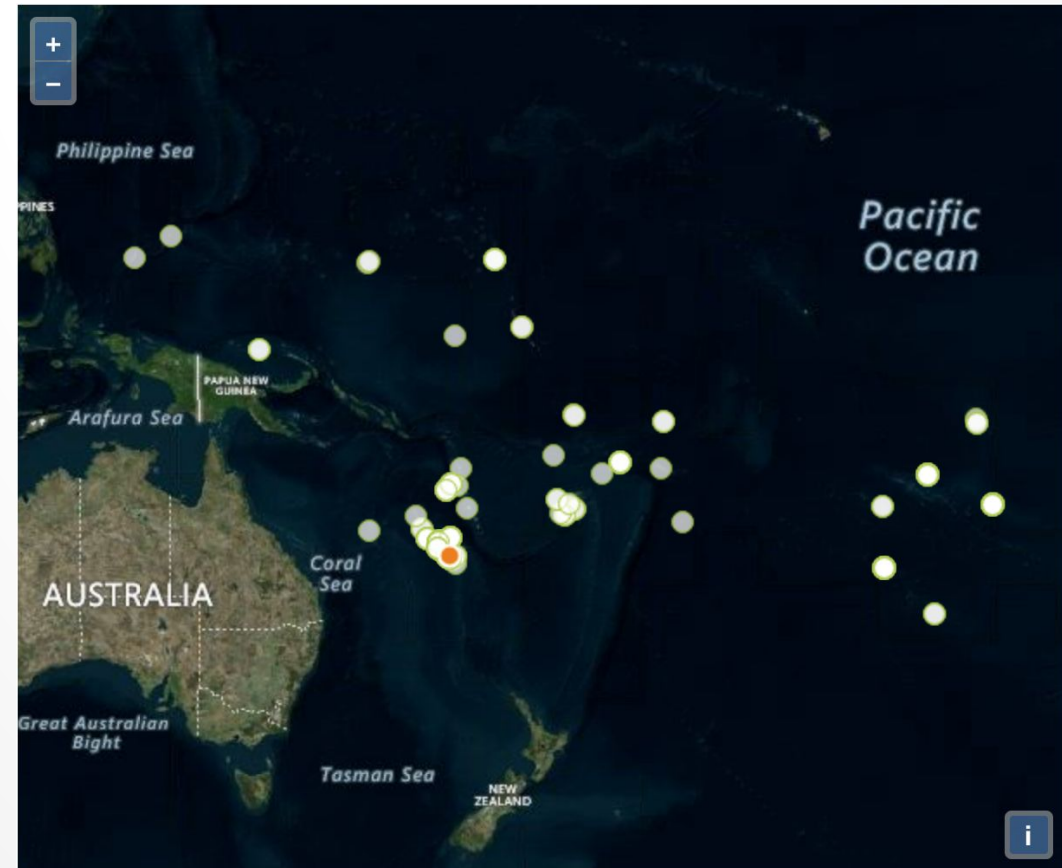 +
−
Philippine Sea
PPINES
Pacific
Ocean
PAPUA NEW
GUINEA
Arafura Sea
Coral
Sea
AUSTRALIA
Great Australian
Bight
Tasman Sea
NEW
ZEALAND
i